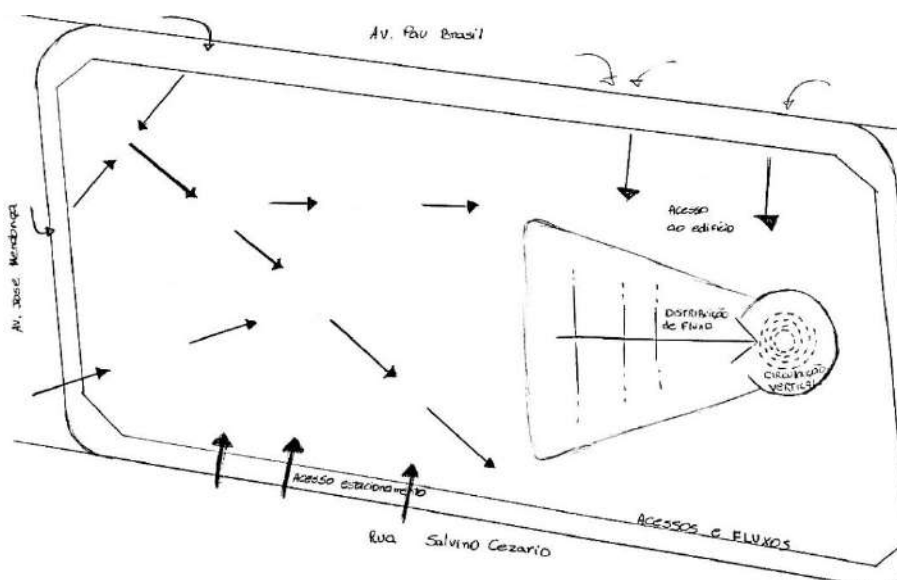 Av. Pau Brasil
Av. José Mendonça
Acesso
ao edifício
DISTRIBUIÇÃO
de FLUXO
CIRCULAÇÃO
VERTICAL
Acesso estacionamento
ACESSOS e FLUXOS
Rua Salvino Cezario